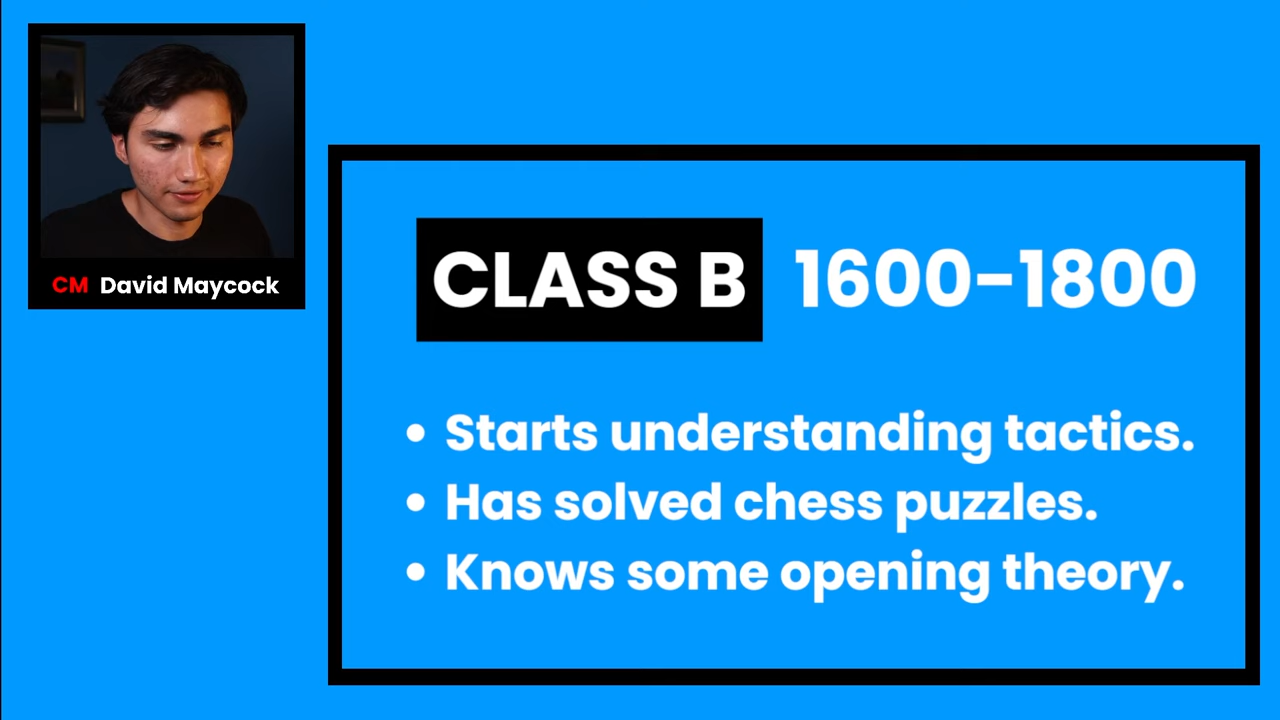 CM David Maycock
CLASS B 1600-1800
• Starts understanding tactics.
• Has solved chess puzzles.
• Knows some opening theory.